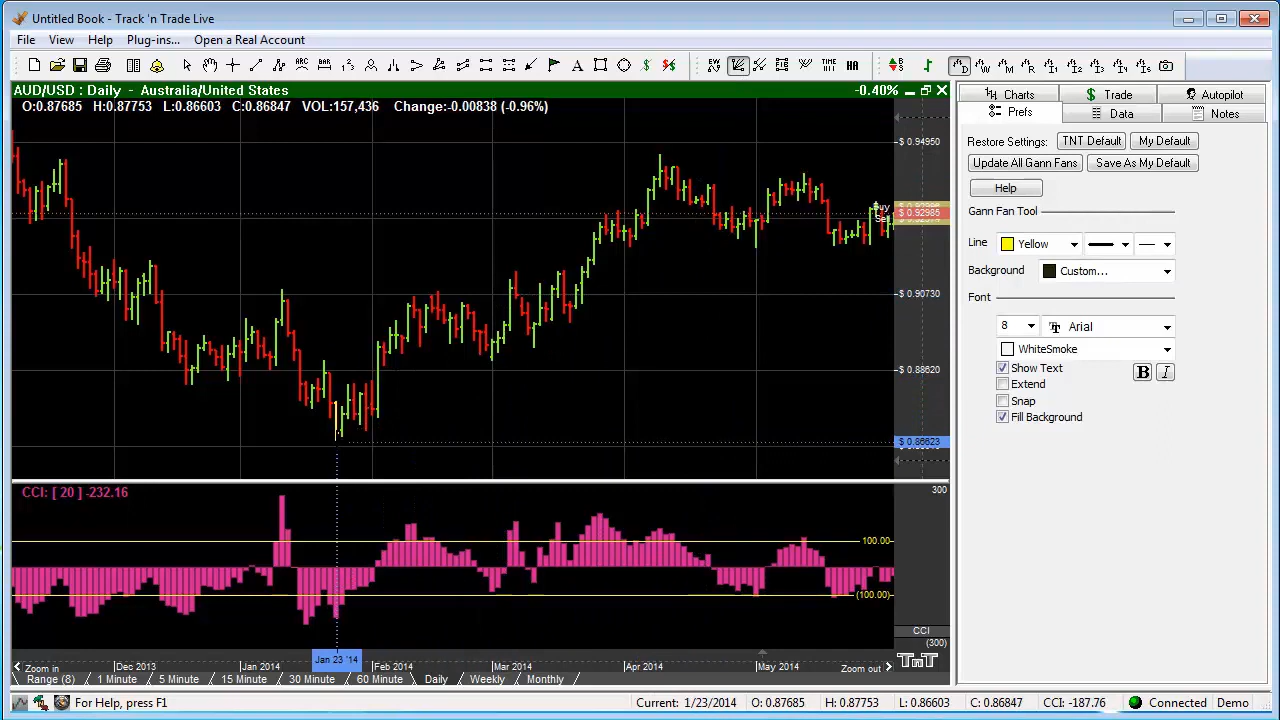 Untitled Book - Track 'n Trade Live
File View Help Plug-ins... Open a Real Account
AUD/USD : Daily - Australia/United States -0.40%
O:0.87685 H:0.87753 L:0.86603 C:0.86847 VOL:157,436 Change:-0.00838 (-0.96%)
$ 0.94950
Buy
$ 0.92985
Sell
$ 0.90730
$ 0.88620
$ 0.86623
CCI: [ 20 ] -232.16
300
100.00
(100.00)
CCI
(300)
Jan 23 '14
Zoom in Dec 2013 Jan 2014 Feb 2014 Mar 2014 Apr 2014 May 2014 Zoom out
TnT
Range (8) 1 Minute 5 Minute 15 Minute 30 Minute 60 Minute Daily Weekly Monthly
Charts Trade Autopilot
Prefs Data Notes
Restore Settings: TNT Default My Default
Update All Gann Fans Save As My Default
Help
Gann Fan Tool
Line Yellow
Background Custom...
Font
8 Arial
WhiteSmoke
Show Text B I
Extend
Snap
Fill Background
For Help, press F1 Current: 1/23/2014 O: 0.87685 H: 0.87753 L: 0.86603 C: 0.86847 CCI: -187.76 Connected Demo